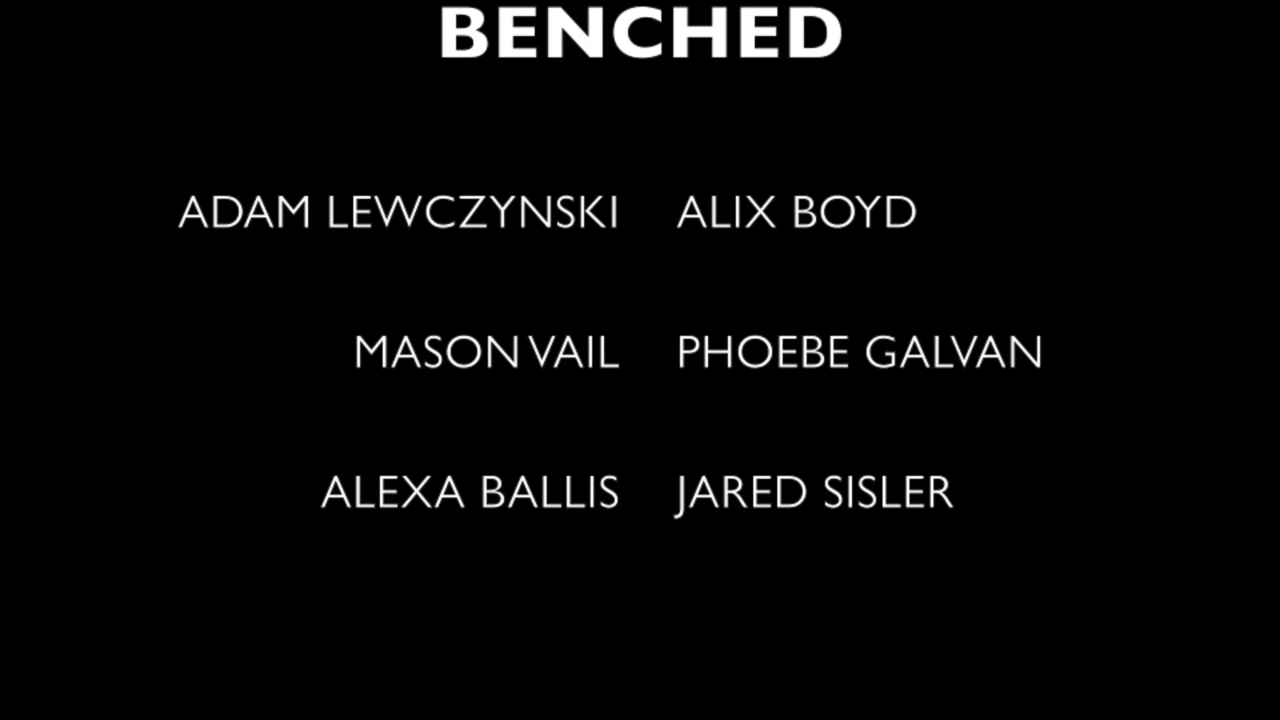 BENCHED
ADAM LEWCZYNSKI ALIX BOYD
MASON VAIL PHOEBE GALVAN
ALEXA BALLIS JARED SISLER